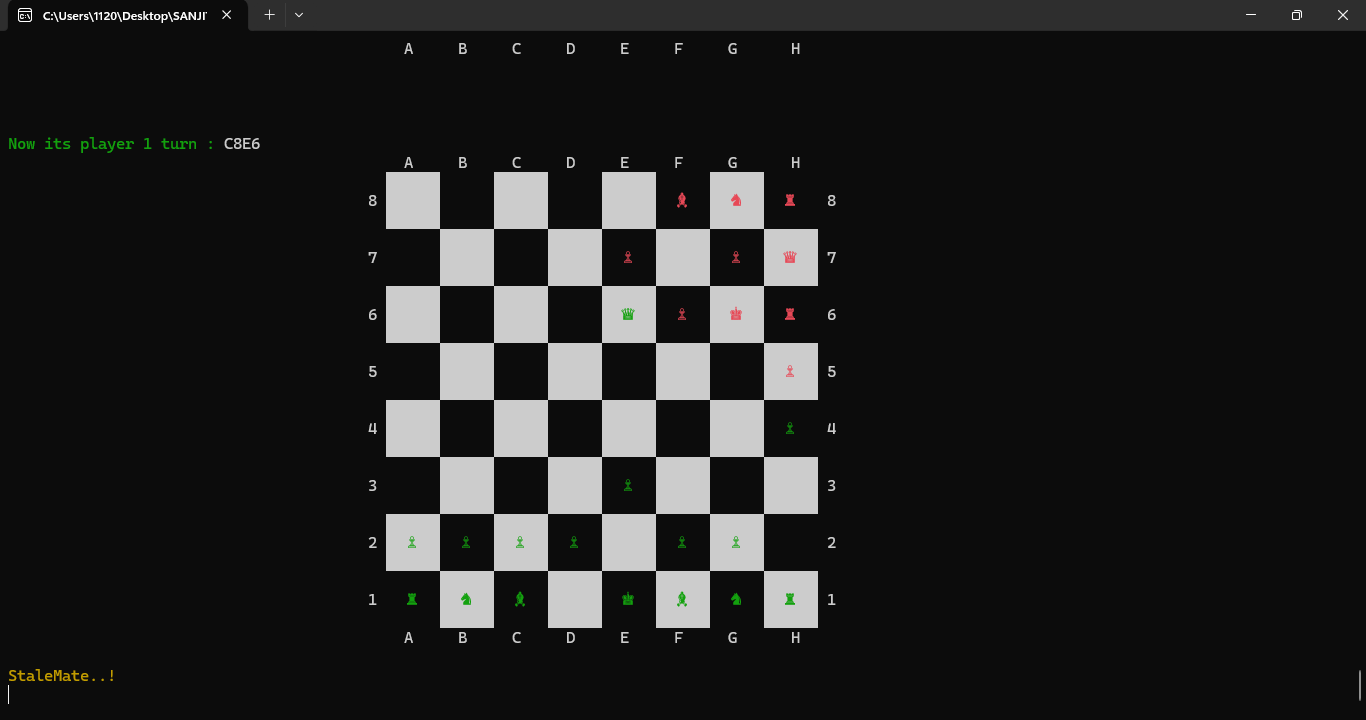 C:\Users\1120\Desktop\SANJI
A B C D E F G H
Now its player 1 turn : C8E6
A B C D E F G H
8 8
7 7
6 6
5 5
4 4
3 3
2 2
1 1
A B C D E F G H
StaleMate..!